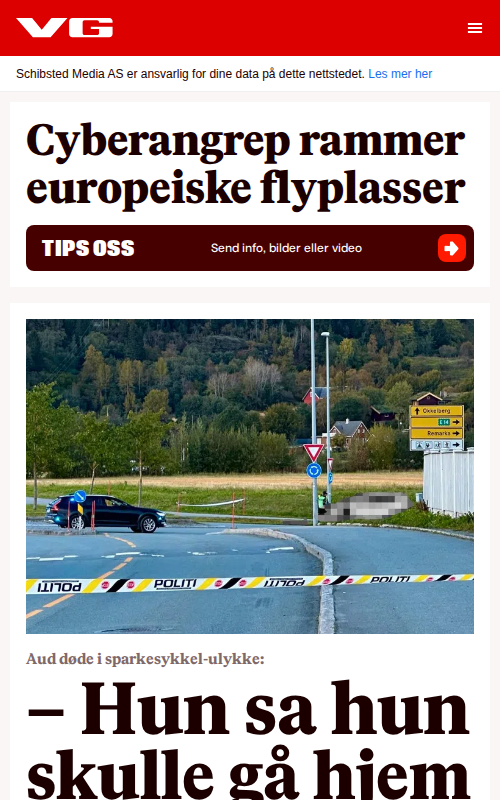 VG
Schibsted Media AS er ansvarlig for dine data på dette nettstedet. Les mer her
Cyberangrep rammer
europeiske flyplasser
TIPS OSS
Send info, bilder eller video
Okkelberg
E14
Remarka
POLITI POLITI POLITI POLITI
Aud døde i sparkesykkel-ulykke:
– Hun sa hun
skulle gå hjem